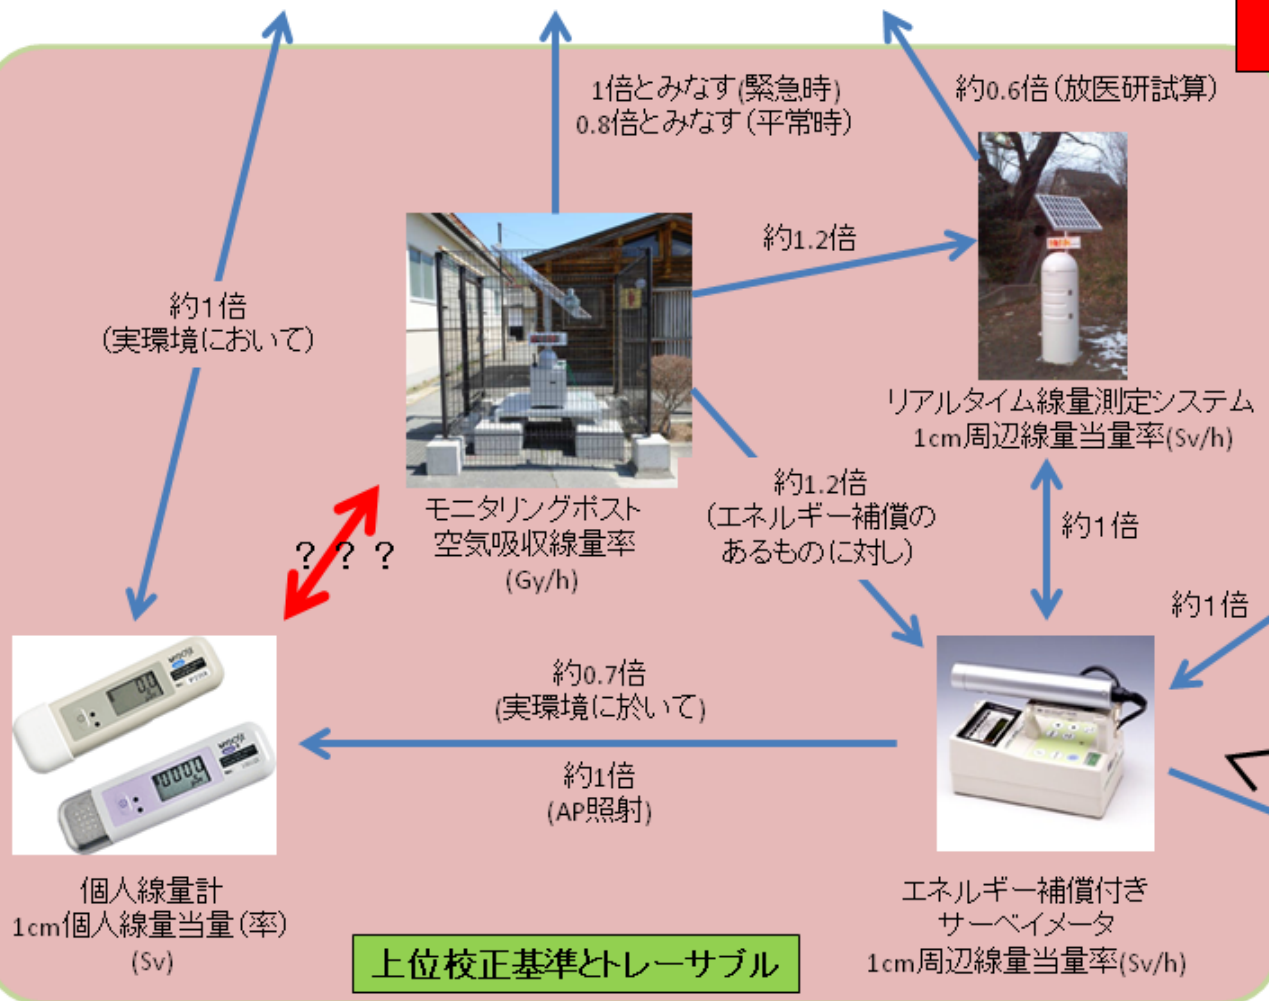 1倍とみなす(緊急時)
0.8倍とみなす(平常時)
約0.6倍(放医研試算)
約1.2倍
約1倍
(実環境において)
リアルタイム線量測定システム
1cm周辺線量当量率(Sv/h)
モニタリングポスト
空気吸収線量率
(Gy/h)
約1.2倍
(エネルギー補償の
あるものに対し)
約1倍
???
約1倍
約0.7倍
(実環境に於いて)
約1倍
(AP照射)
個人線量計
1cm個人線量当量(率)
(Sv)
エネルギー補償付き
サーベイメータ
1cm周辺線量当量率(Sv/h)
上位校正基準とトレーサブル